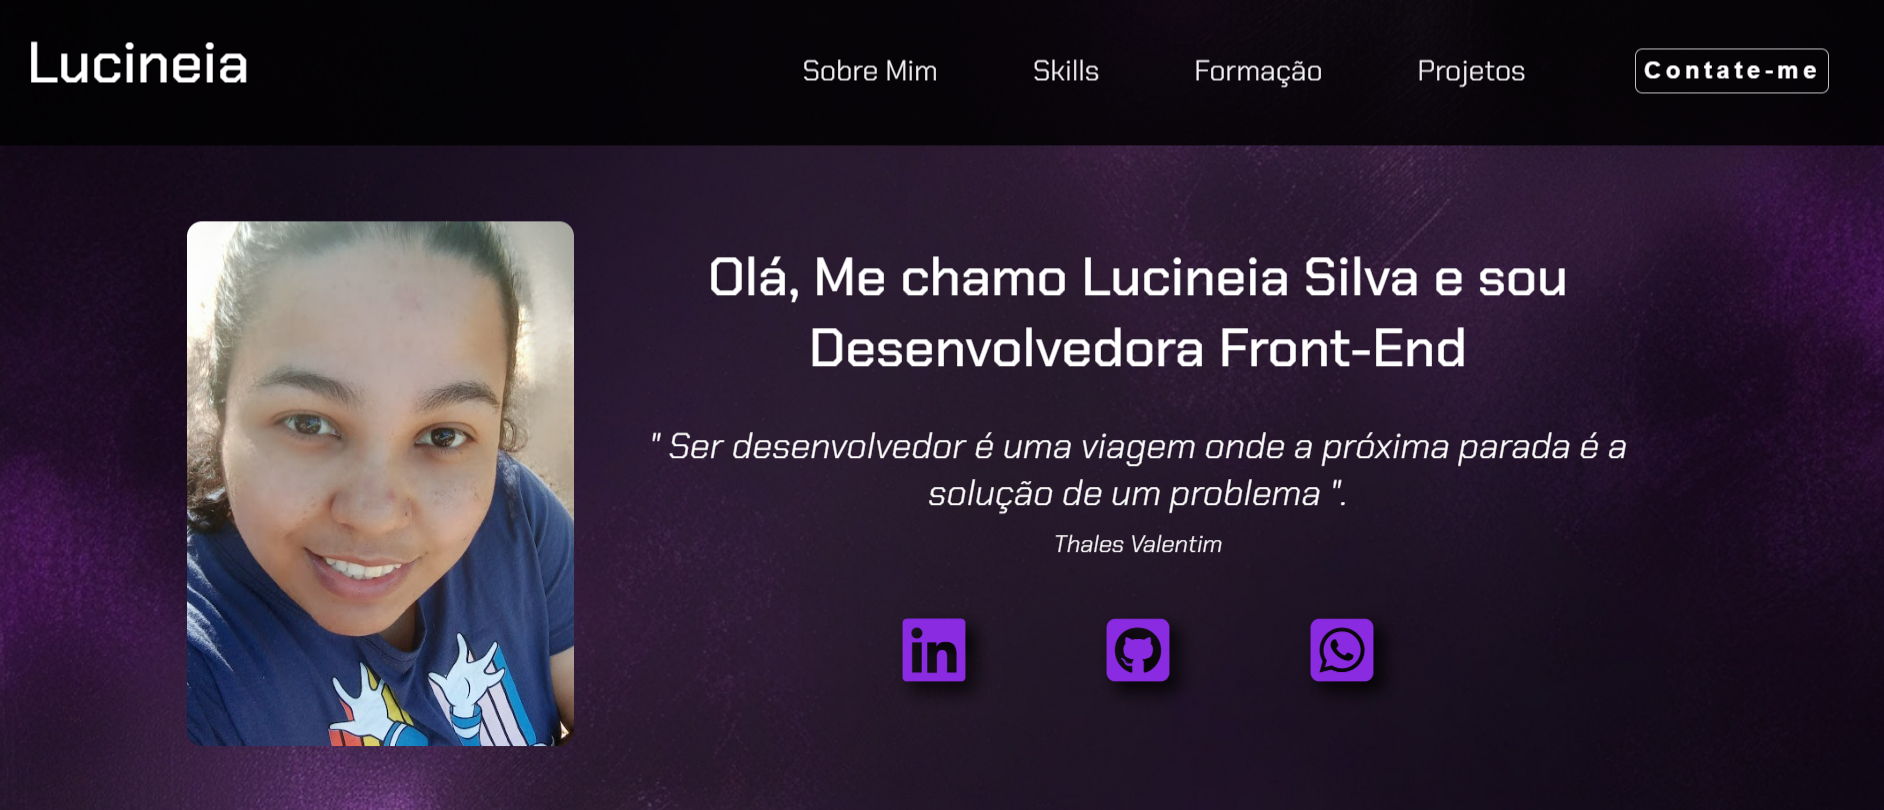 Lucineia
Sobre Mim
Skills
Formação
Projetos
Contate-me
Olá, Me chamo Lucineia Silva e sou
Desenvolvedora Front-End
" Ser desenvolvedor é uma viagem onde a próxima parada é a
solução de um problema ".
Thales Valentim
in